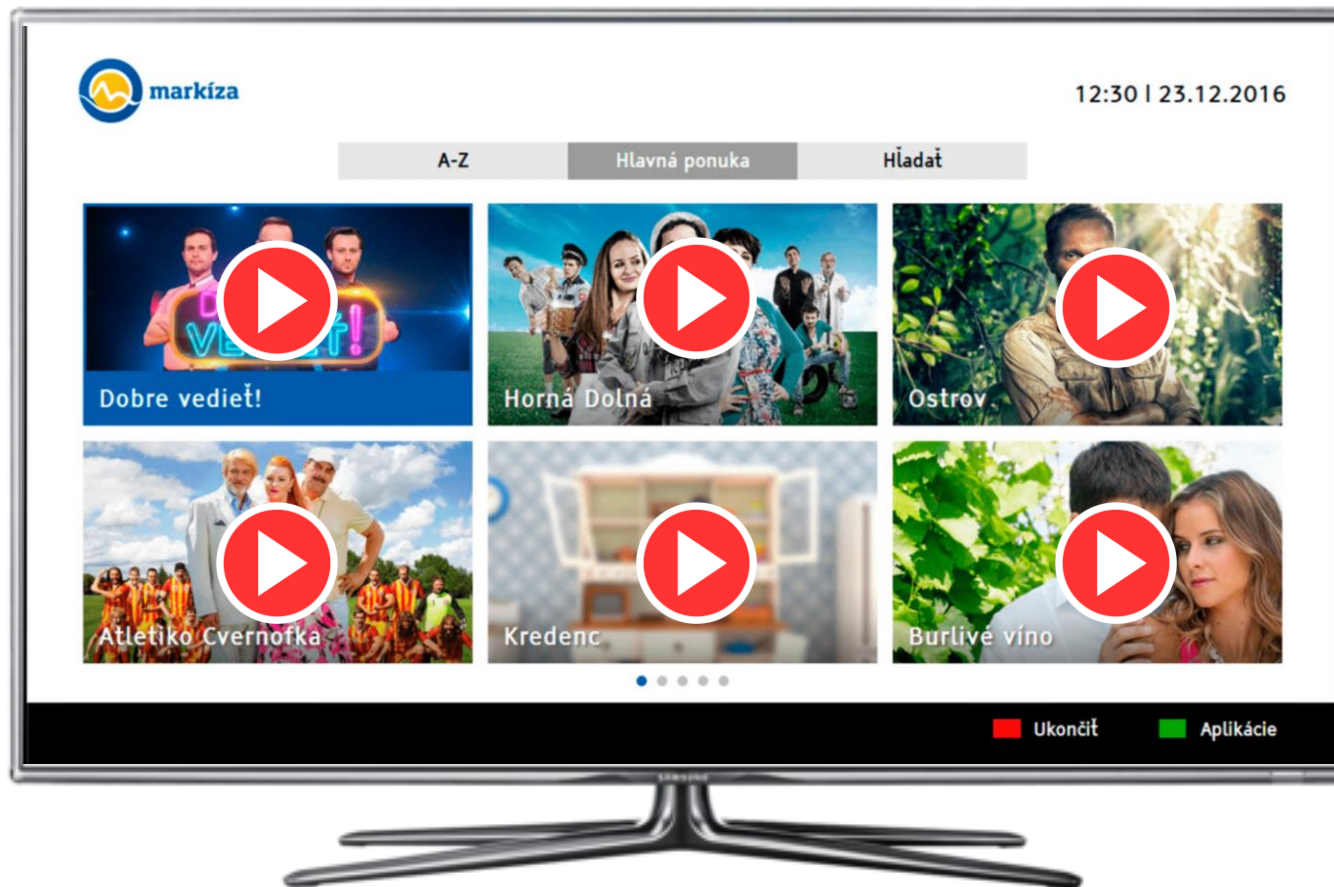 markíza
12:30 | 23.12.2016
A-Z
Hlavná ponuka
Hľadať
Dobre vedieť!
Horná Dolná
Ostrov
Atletiko Cvernofka
Kredenc
Burlivé víno
Ukončiť
Aplikácie
SAMSUNG